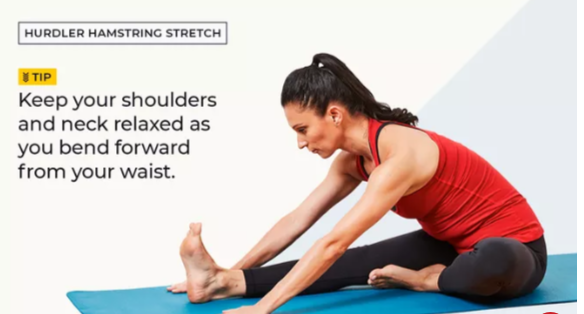 HURDLER HAMSTRING STRETCH
TIP
Keep your shoulders
and neck relaxed as
you bend forward
from your waist.